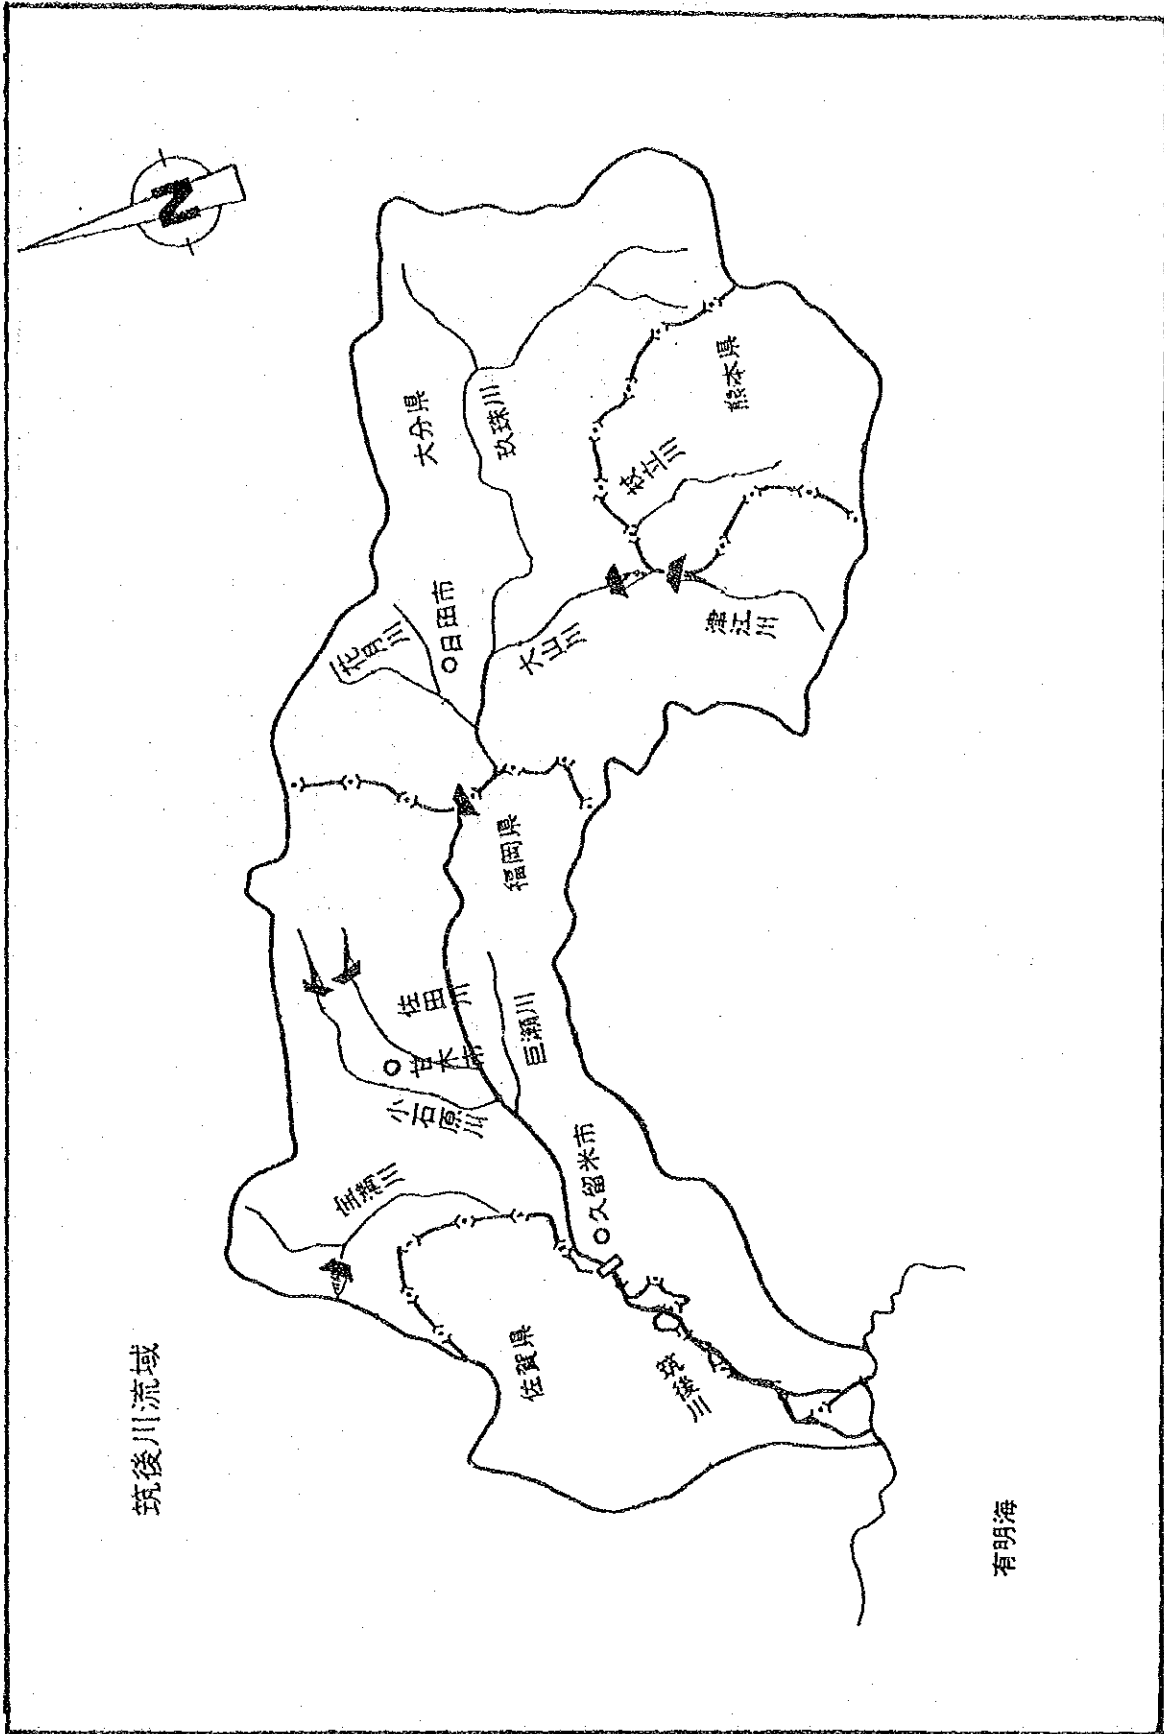 筑後川流域
N
大分県
玖珠川
熊本県
杖立川
津江川
大山川
日田市
花月川
福岡県
佐田川
甘木市
小石原川
巨瀬川
宝満川
久留米市
佐賀県
筑後川
有明海